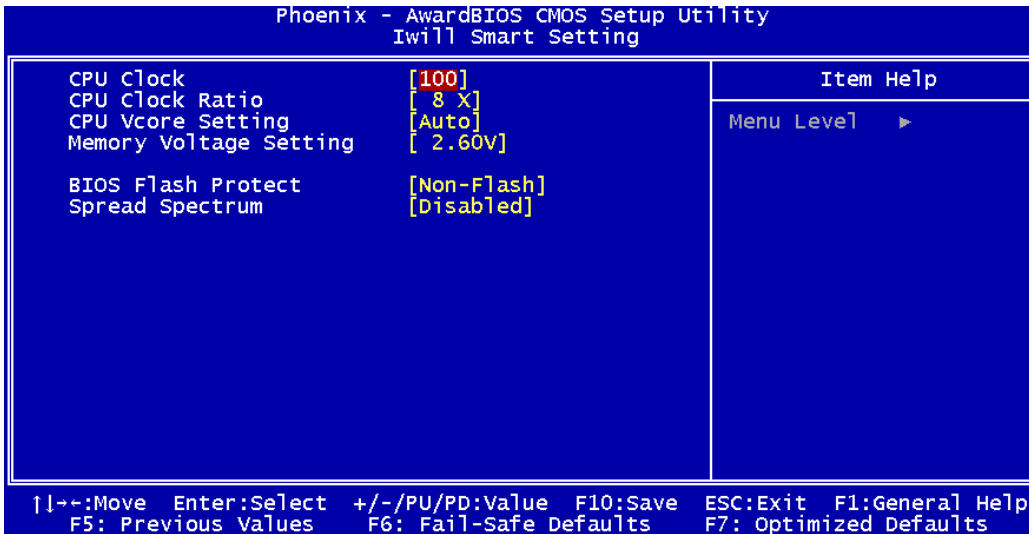 Phoenix - AwardBIOS CMOS Setup Utility
Iwill Smart Setting
CPU Clock [100]
CPU Clock Ratio [ 8 X]
CPU Vcore Setting [Auto]
Memory Voltage Setting [ 2.60V]
BIOS Flash Protect [Non-Flash]
Spread Spectrum [Disabled]
Item Help
Menu Level ►
↑↓→←:Move Enter:Select +/-/PU/PD:Value F10:Save ESC:Exit F1:General Help
F5: Previous Values F6: Fail-Safe Defaults F7: Optimized Defaults